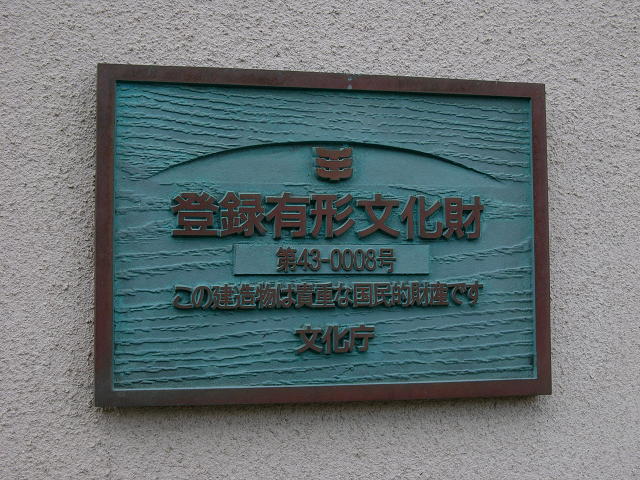 登録有形文化財
第43-0008号
この建造物は貴重な国民的財産です
文化庁